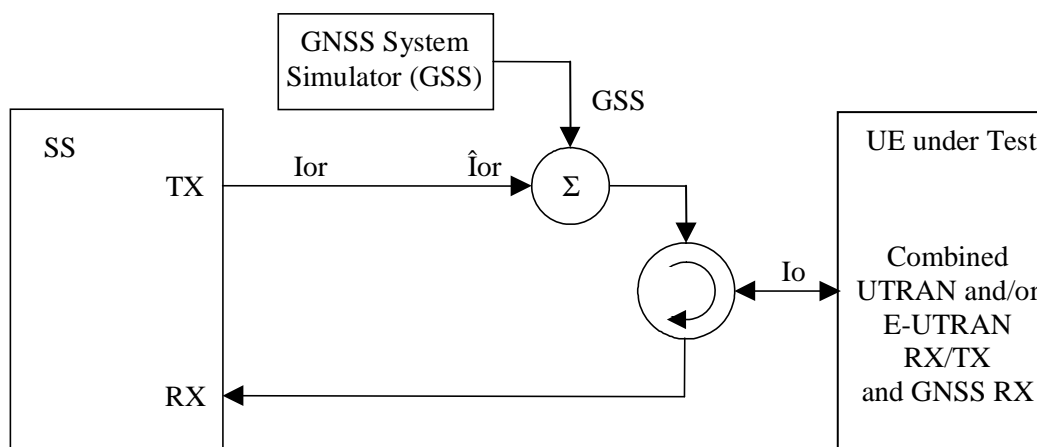 GNSS System
Simulator (GSS)
GSS
SS
UE under Test
TX
Ior
Îor
Σ
Io
Combined
UTRAN and/or
E-UTRAN
RX/TX
and GNSS RX
RX